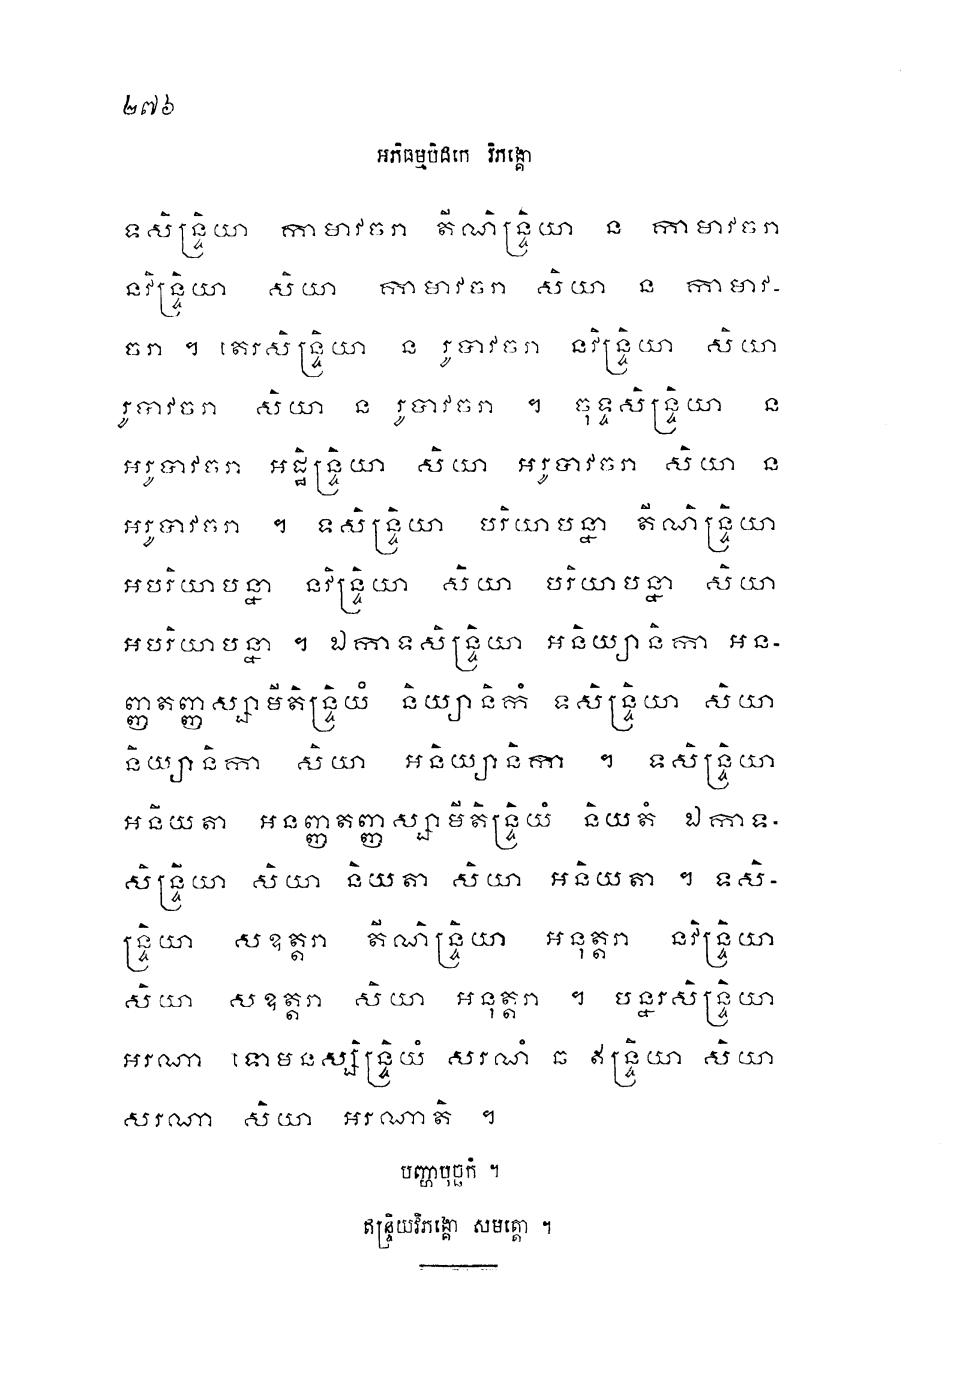 ២៧៦
អភិធម្មបិដកេ វិភង្គោ
ទសិន្ទ្រិយា កាមាវចរា តីណិន្ទ្រិយា ន កាមាវចរា
នវិន្ទ្រិយា សិយា កាមាវចរា សិយា ន កាមាវ-
ចរា ។ តេរសិន្ទ្រិយា ន រូបាវចរា នវិន្ទ្រិយា សិយា
រូបាវចរា សិយា ន រូបាវចរា ។ ចុទ្ទសិន្ទ្រិយា ន
អរូបាវចរា អដ្ឋិន្ទ្រិយា សិយា អរូបាវចរា សិយា ន
អរូបាវចរា ។ ទសិន្ទ្រិយា បរិយាបន្នា តីណិន្ទ្រិយា
អបរិយាបន្នា នវិន្ទ្រិយា សិយា បរិយាបន្នា សិយា
អបរិយាបន្នា ។ ឯកាទសិន្ទ្រិយា អនិយ្យានិកា អន-
ញ្ញតញ្ញស្សាមីតិន្ទ្រិយំ និយ្យានិកំ ទសិន្ទ្រិយា សិយា
និយ្យានិកា សិយា អនិយ្យានិកា ។ ទសិន្ទ្រិយា
អនិយតា អនញ្ញតញ្ញស្សាមីតិន្ទ្រិយំ និយតំ ឯកាទ-
សិន្ទ្រិយា សិយា និយតា សិយា អនិយតា ។ ទសិ-
ន្ទ្រិយា សឧត្តរា តីណិន្ទ្រិយា អនុត្តរា នវិន្ទ្រិយា
សិយា សឧត្តរា សិយា អនុត្តរា ។ បន្នរសិន្ទ្រិយា
អរណា ទោមនស្សិន្ទ្រិយំ សរណំ ឆ ឥន្ទ្រិយា សិយា
សរណា សិយា អរណាតិ ។
បញ្ហាបុច្ឆកំ ។
ឥន្ទ្រិយវិភង្គោ សមត្តោ ។